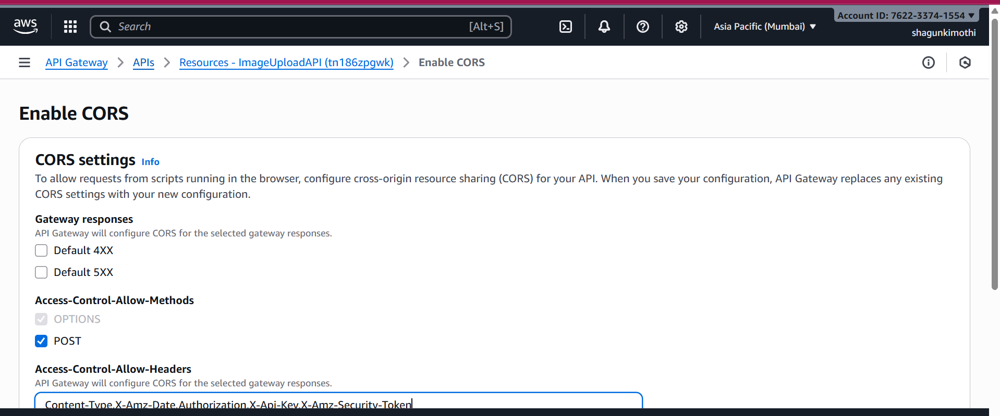 aws
Search [Alt+S]
Asia Pacific (Mumbai)
Account ID: 7622-3374-1554
shagunkimothi
API Gateway > APIs > Resources - ImageUploadAPI (tn186zpgwk) > Enable CORS
Enable CORS
CORS settings Info
To allow requests from scripts running in the browser, configure cross-origin resource sharing (CORS) for your API. When you save your configuration, API Gateway replaces any existing
CORS settings with your new configuration.
Gateway responses
API Gateway will configure CORS for the selected gateway responses.
Default 4XX
Default 5XX
Access-Control-Allow-Methods
OPTIONS
POST
Access-Control-Allow-Headers
API Gateway will configure CORS for the selected gateway responses.
Content-Type,X-Amz-Date,Authorization,X-Api-Key,X-Amz-Security-Token